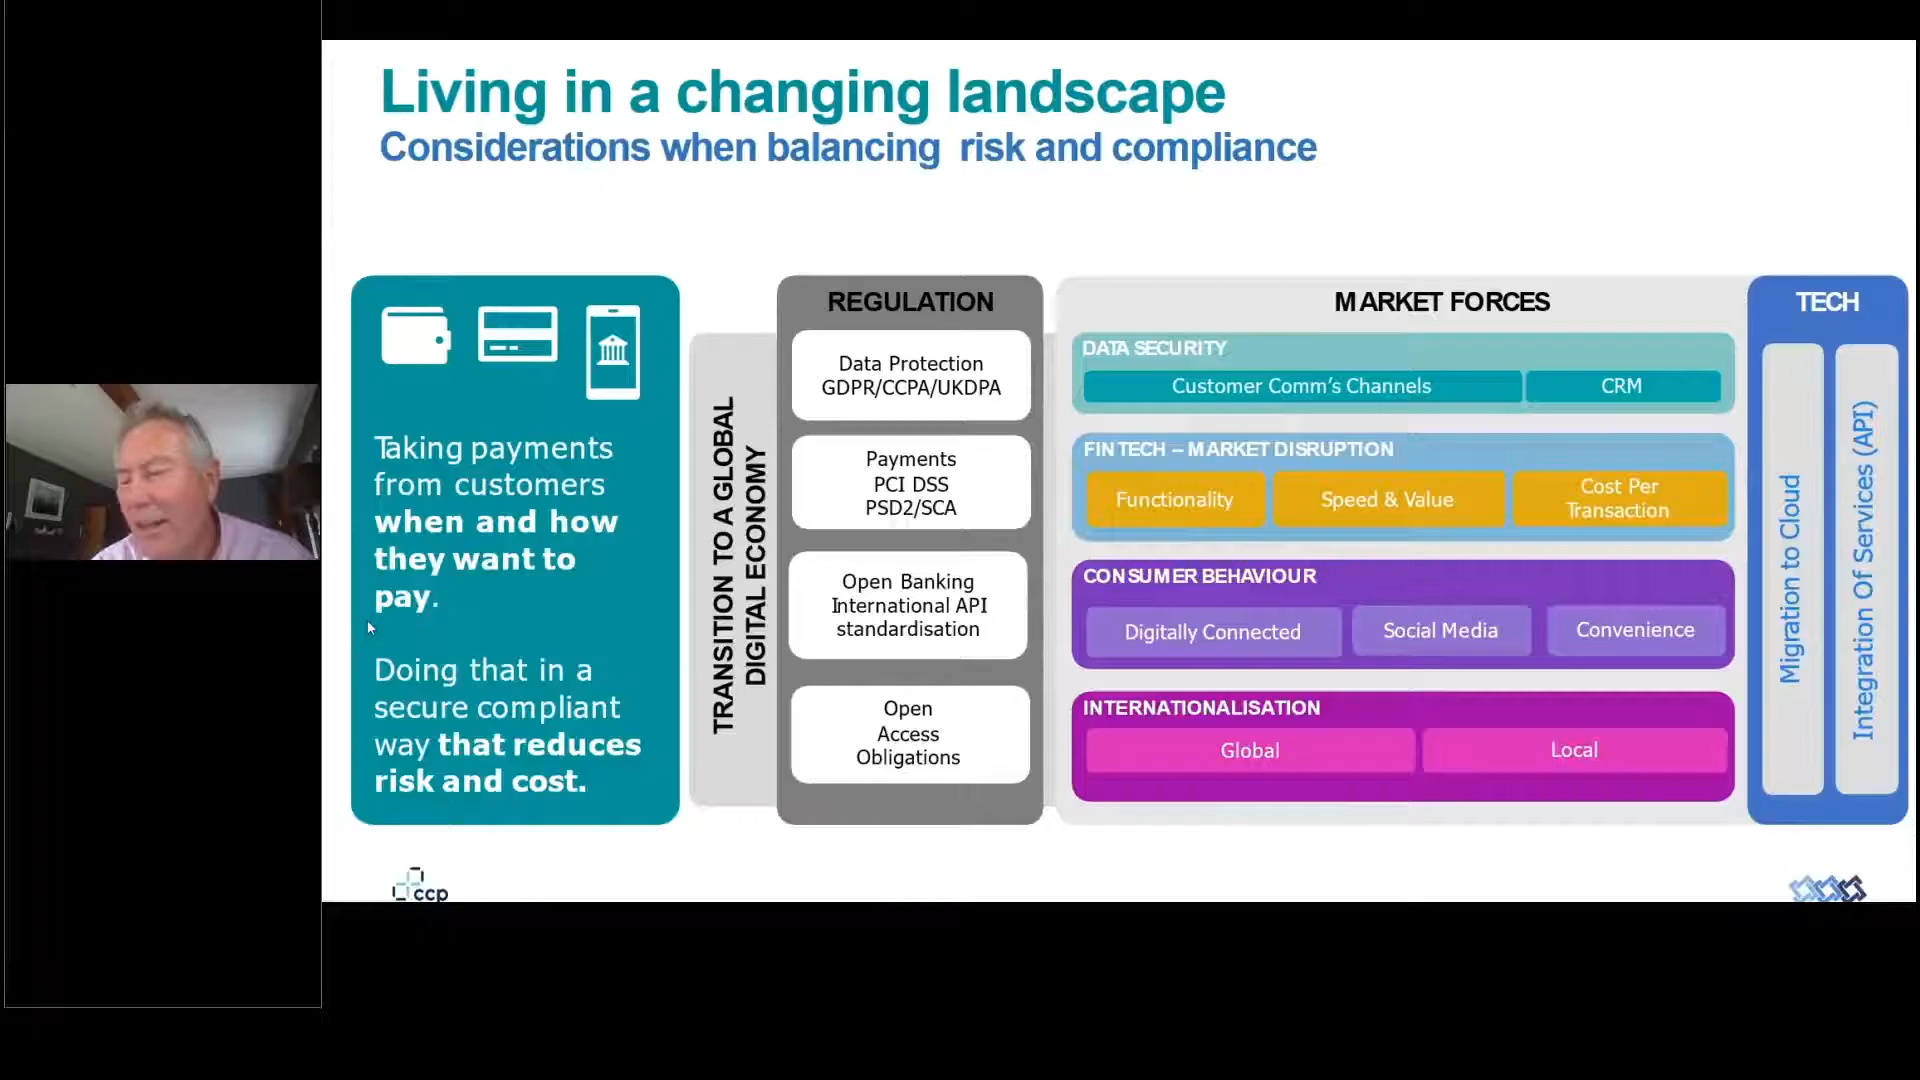 Living in a changing landscape
Considerations when balancing risk and compliance
Taking payments
from customers
when and how
they want to
pay.
Doing that in a
secure compliant
way that reduces
risk and cost.
TRANSITION TO A GLOBAL
DIGITAL ECONOMY
REGULATION
Data Protection
GDPR/CCPA/UKDPA
Payments
PCI DSS
PSD2/SCA
Open Banking
International API
standardisation
Open
Access
Obligations
MARKET FORCES
DATA SECURITY
Customer Comm’s Channels
CRM
FINTECH – MARKET DISRUPTION
Functionality
Speed & Value
Cost Per
Transaction
CONSUMER BEHAVIOUR
Digitally Connected
Social Media
Convenience
INTERNATIONALISATION
Global
Local
TECH
Migration to Cloud
Integration Of Services (API)
ccp